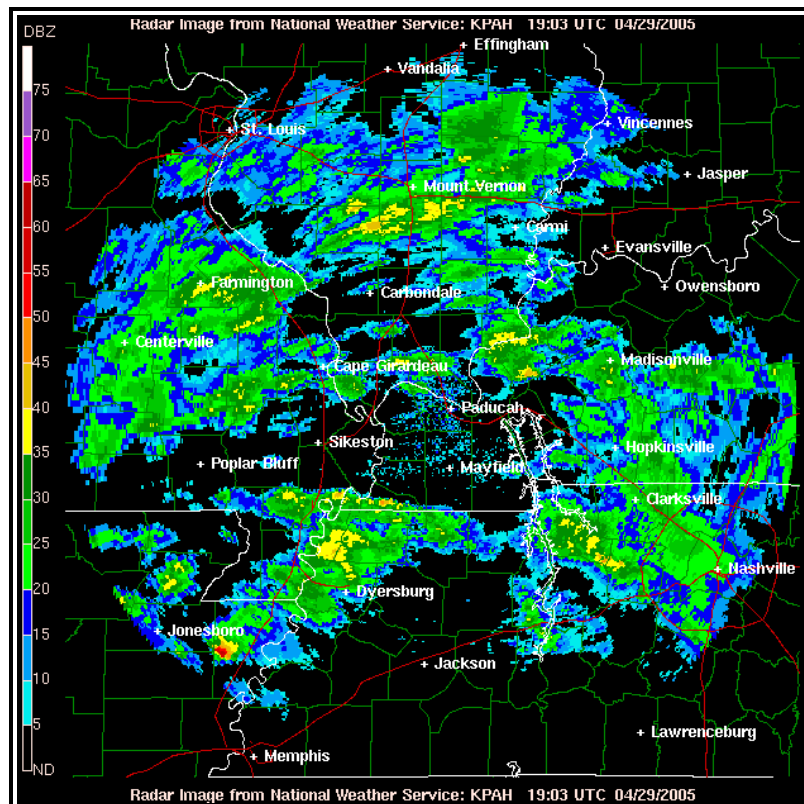 Radar Image from National Weather Service: KPAH 19:03 UTC 04/29/2005
DBZ
75
70
65
60
55
50
45
40
35
30
25
20
15
10
5
ND
Effingham
Vandalia
St. Louis
Vincennes
Jasper
Mount Vernon
Carmi
Evansville
Farmington
Carbondale
Owensboro
Centerville
Cape Girardeau
Madisonville
Paducah
Sikeston
Hopkinsville
Poplar Bluff
Mayfield
Clarksville
Nashville
Dyersburg
Jonesboro
Jackson
Lawrenceburg
Memphis
Radar Image from National Weather Service: KPAH 19:03 UTC 04/29/2005